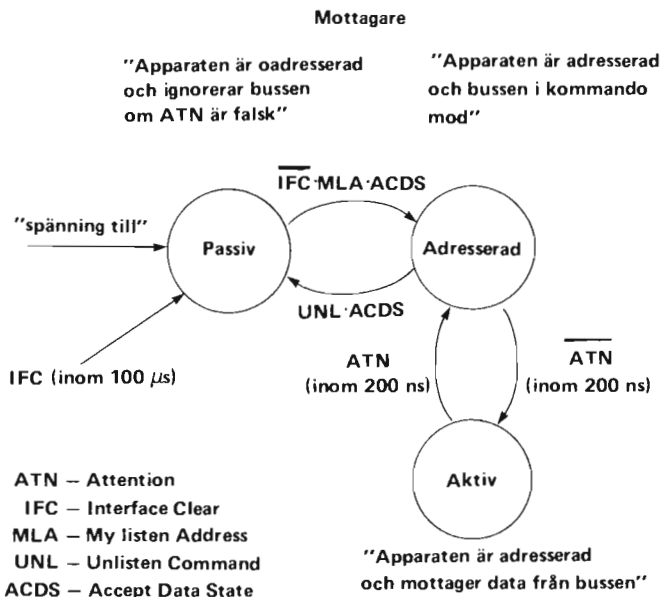 Mottagare
"Apparaten är oadresserad
och ignorerar bussen
om ATN är falsk"
"Apparaten är adresserad
och bussen i kommando
mod"
I̅F̅C̅·MLA·ACDS
"spänning till"
Passiv
Adresserad
UNL·ACDS
IFC (inom 100 μs)
ATN
(inom 200 ns)
A̅T̅N̅
(inom 200 ns)
Aktiv
ATN – Attention
IFC – Interface Clear
MLA – My listen Address
UNL – Unlisten Command
ACDS – Accept Data State
"Apparaten är adresserad
och mottager data från bussen"